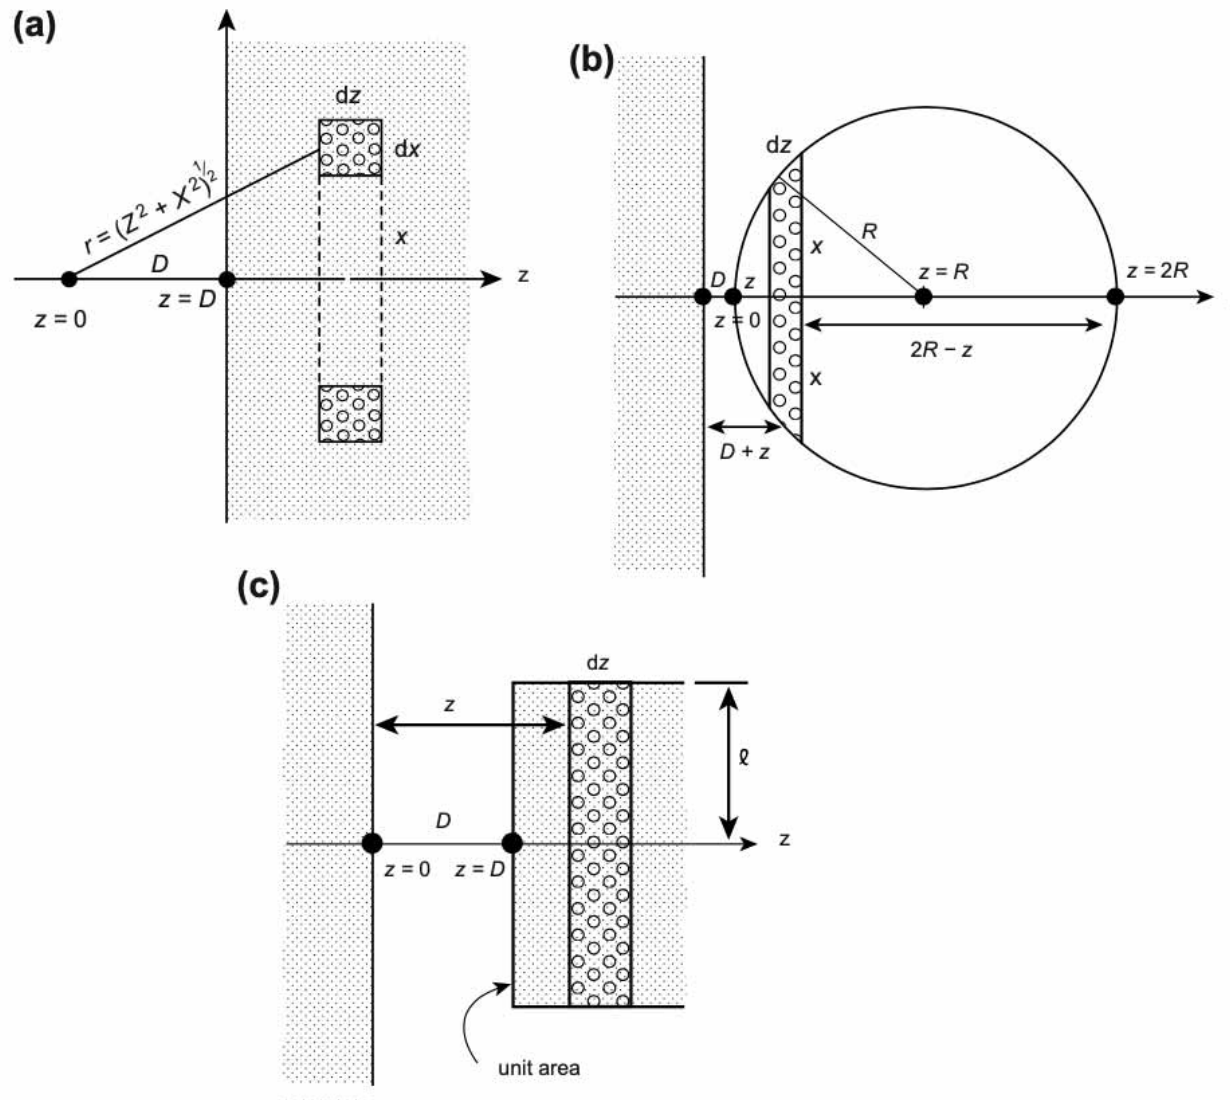 (a)
dz
dx
r = (Z² + X²)^½
x
D
z
z = D
z = 0
(b)
dz
R
x
D
z
z = R
z = 2R
z = 0
2R − z
x
D + z
(c)
dz
z
ℓ
D
z
z = 0
z = D
unit area